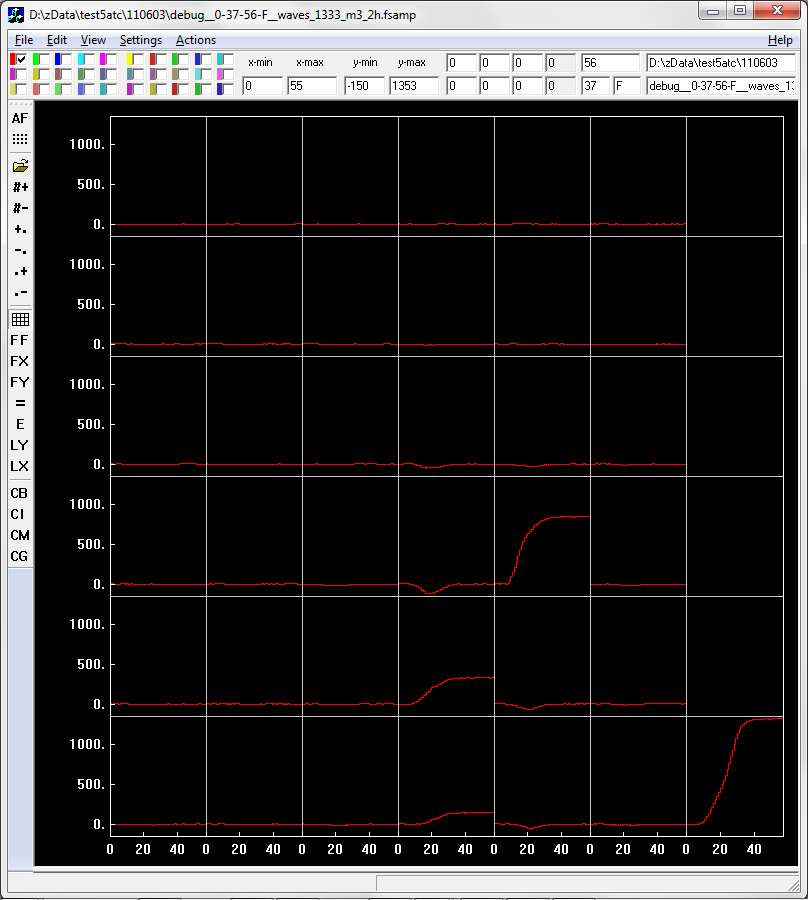 D:\zData\test5atc\110603\debug__0-37-56-F__waves_1333_m3_2h.fsamp
File Edit View Settings Actions Help
x-min x-max y-min y-max 0 0 0 0 56 D:\zData\test5atc\110603
0 55 -150 1353 0 0 0 0 37 F debug__0-37-56-F__waves_13
AF
#+
#-
+.
-.
.+
.-
FF
FX
FY
=
E
LY
LX
CB
CI
CM
CG
1000.
500.
0.
1000.
500.
0.
1000.
500.
0.
1000.
500.
0.
1000.
500.
0.
1000.
500.
0.
0 20 40 0 20 40 0 20 40 0 20 40 0 20 40 0 20 40 0 20 40